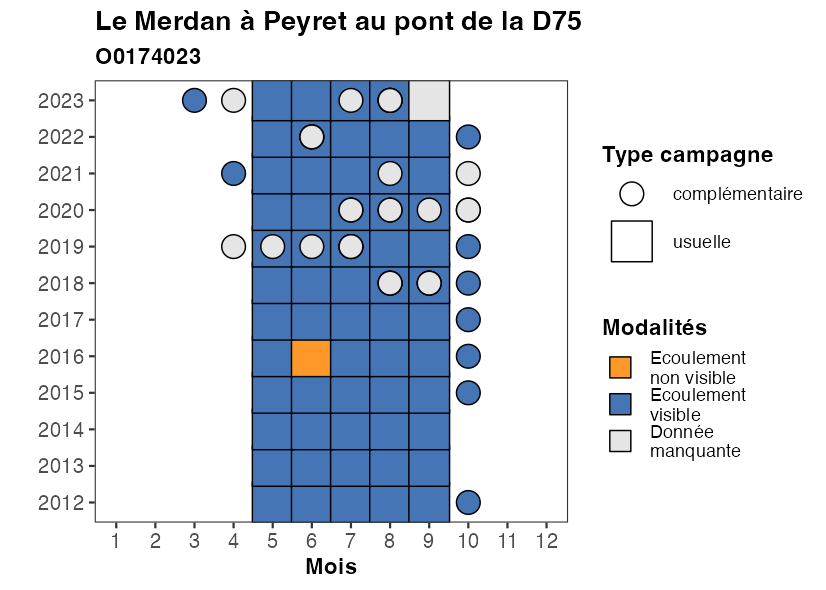 Le Merdan à Peyret au pont de la D75
O0174023
2023
2022
2021
2020
2019
2018
2017
2016
2015
2014
2013
2012
1 2 3 4 5 6 7 8 9 10 11 12
Mois
Type campagne
complémentaire
usuelle
Modalités
Ecoulement
non visible
Ecoulement
visible
Donnée
manquante